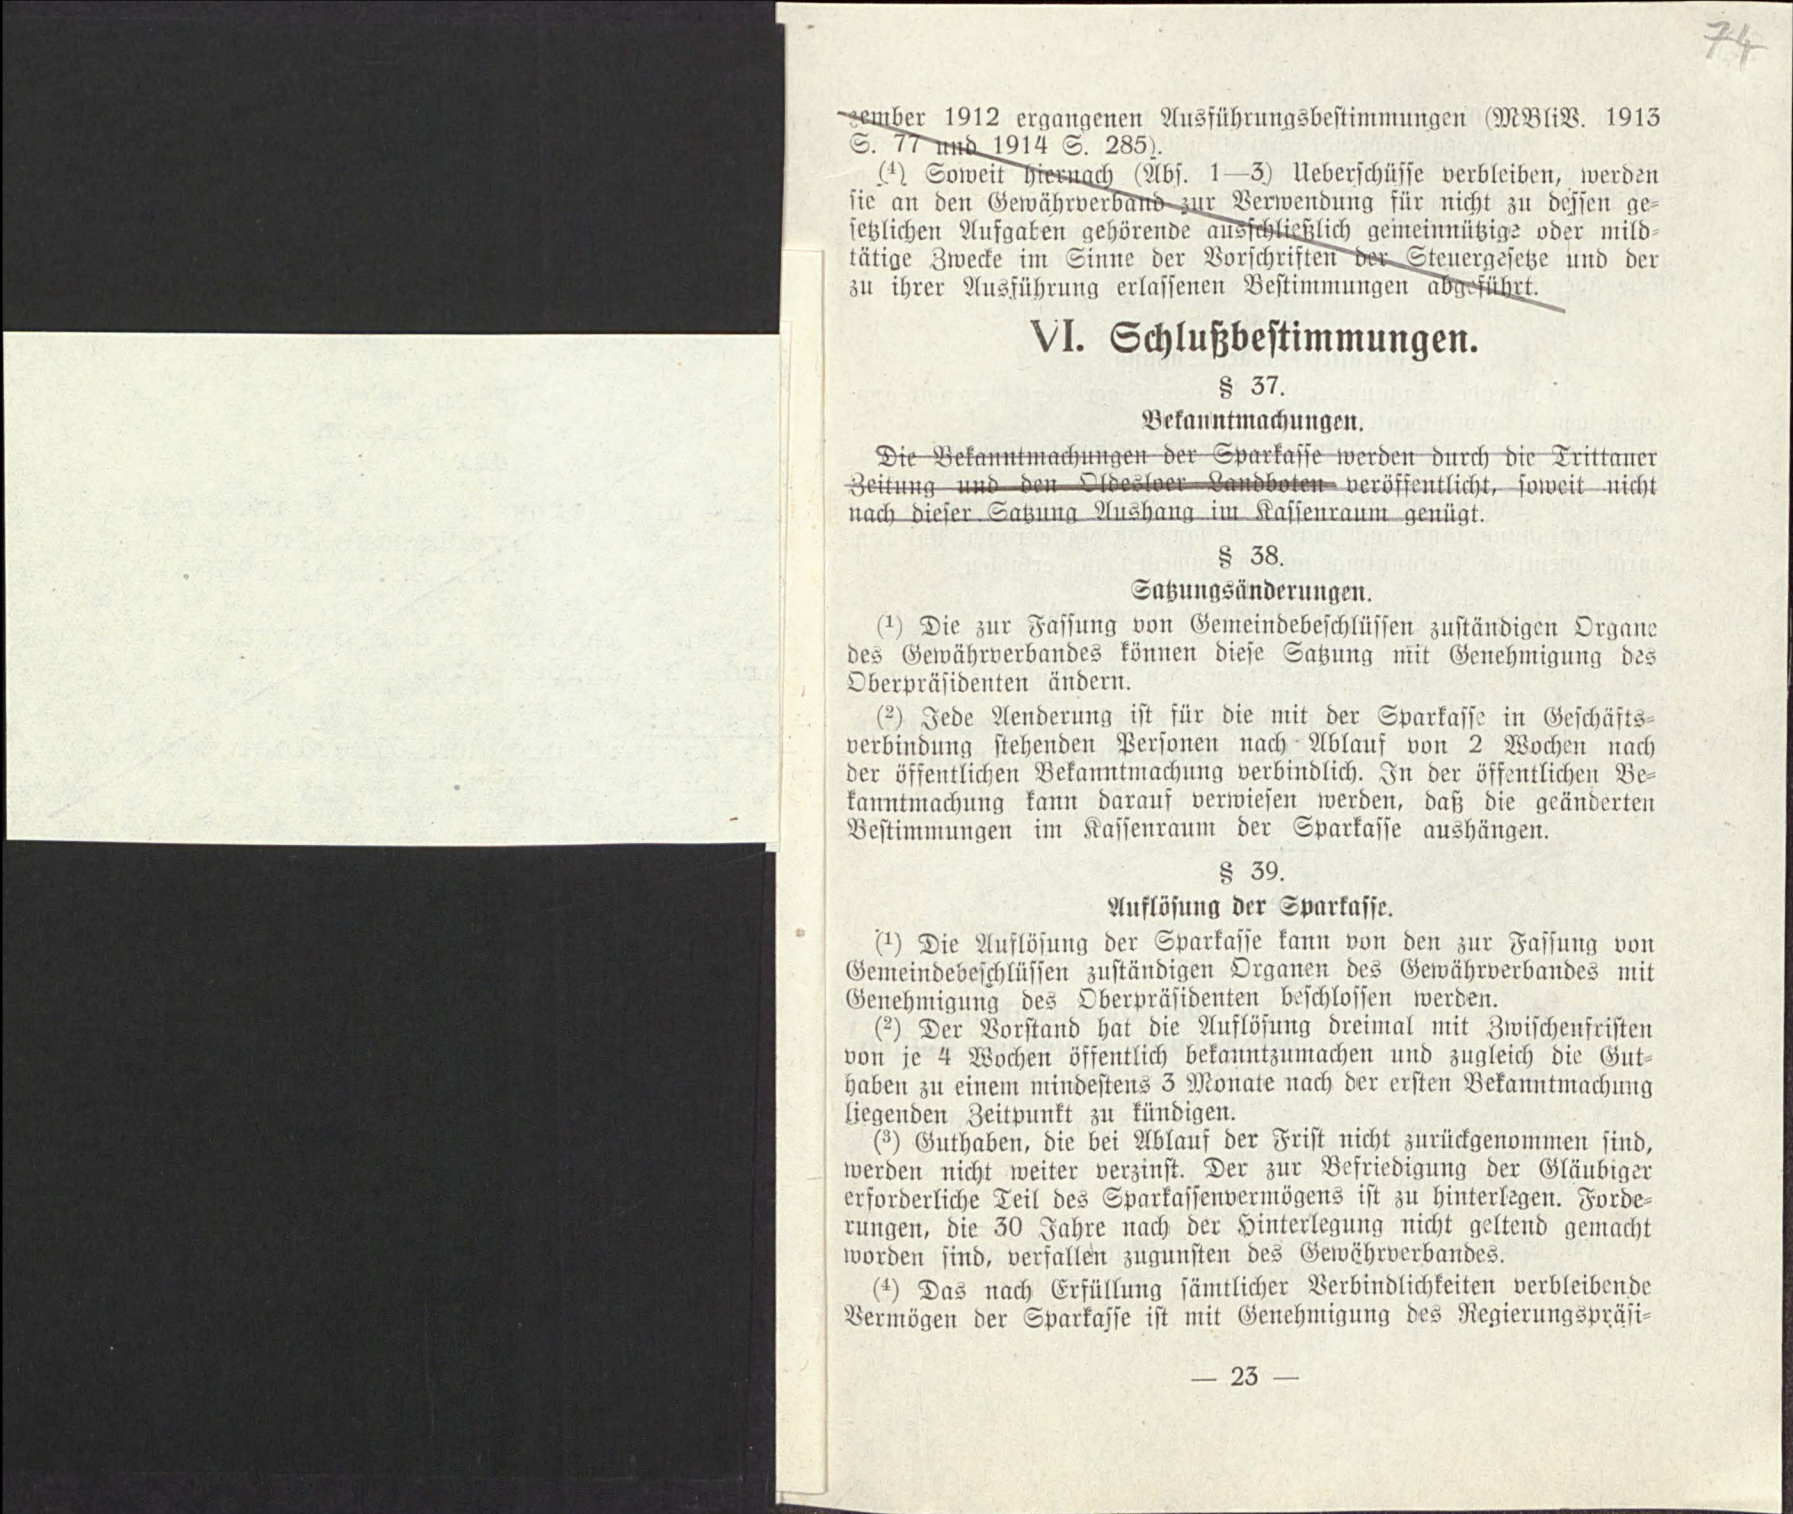 74
zember 1912 ergangenen Ausführungsbestimmungen (MBliV. 1913
S. 77 und 1914 S. 285).
(4) Soweit hiernach (Abs. 1—3) Ueberschüsse verbleiben, werden
sie an den Gewährverband zur Verwendung für nicht zu dessen ge-
setzlichen Aufgaben gehörende ausschließlich gemeinnützige oder mild-
tätige Zwecke im Sinne der Vorschriften der Steuergesetze und der
zu ihrer Ausführung erlassenen Bestimmungen abgeführt.
VI. Schlußbestimmungen.
§ 37.
Bekanntmachungen.
Die Bekanntmachungen der Sparkasse werden durch die Trittauer
Zeitung und den Oldesloer Landboten veröffentlicht, soweit nicht
nach dieser Satzung Aushang im Kassenraum genügt.
§ 38.
Satzungsänderungen.
(1) Die zur Fassung von Gemeindebeschlüssen zuständigen Organe
des Gewährverbandes können diese Satzung mit Genehmigung des
Oberpräsidenten ändern.
(2) Jede Aenderung ist für die mit der Sparkasse in Geschäfts-
verbindung stehenden Personen nach Ablauf von 2 Wochen nach
der öffentlichen Bekanntmachung verbindlich. In der öffentlichen Be-
kanntmachung kann darauf verwiesen werden, daß die geänderten
Bestimmungen im Kassenraum der Sparkasse aushängen.
§ 39.
Auflösung der Sparkasse.
(1) Die Auflösung der Sparkasse kann von den zur Fassung von
Gemeindebeschlüssen zuständigen Organen des Gewährverbandes mit
Genehmigung des Oberpräsidenten beschlossen werden.
(2) Der Vorstand hat die Auflösung dreimal mit Zwischenfristen
von je 4 Wochen öffentlich bekanntzumachen und zugleich die Gut-
haben zu einem mindestens 3 Monate nach der ersten Bekanntmachung
liegenden Zeitpunkt zu kündigen.
(3) Guthaben, die bei Ablauf der Frist nicht zurückgenommen sind,
werden nicht weiter verzinst. Der zur Befriedigung der Gläubiger
erforderliche Teil des Sparkassenvermögens ist zu hinterlegen. Forde-
rungen, die 30 Jahre nach der Hinterlegung nicht geltend gemacht
worden sind, verfallen zugunsten des Gewährverbandes.
(4) Das nach Erfüllung sämtlicher Verbindlichkeiten verbleibende
Vermögen der Sparkasse ist mit Genehmigung des Regierungspräsi-
— 23 —